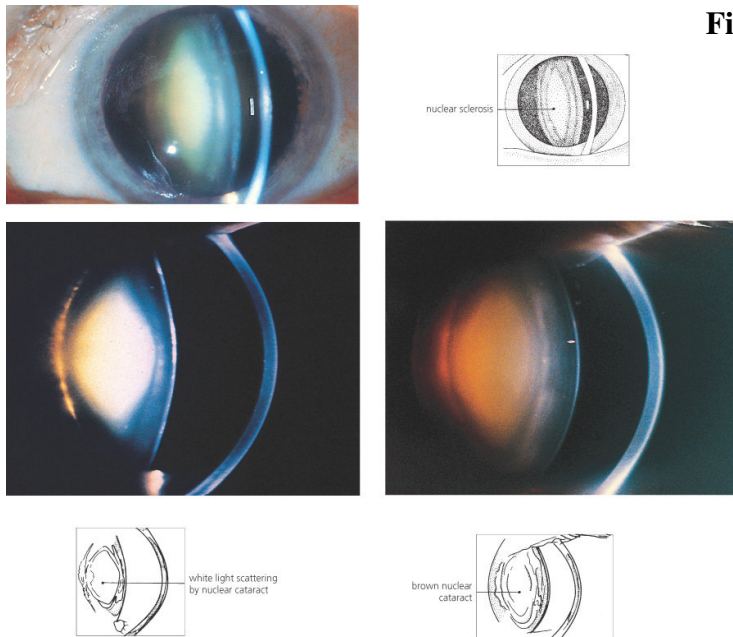 Fi
nuclear sclerosis
white light scattering
by nuclear cataract
brown nuclear
cataract